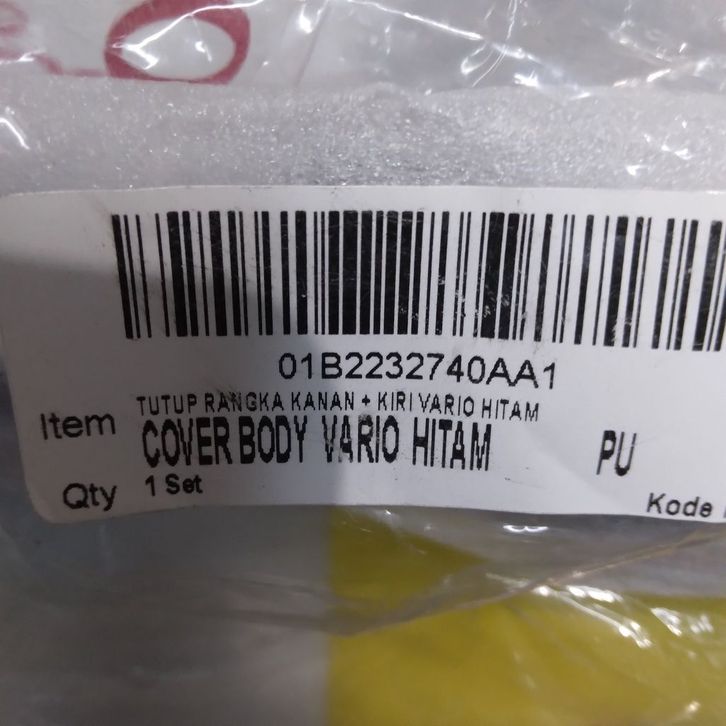 01B2232740AA1
TUTUP RANGKA KANAN + KIRI VARIO HITAM
Item COVER BODY VARIO HITAM PU
Qty 1 Set
Kode